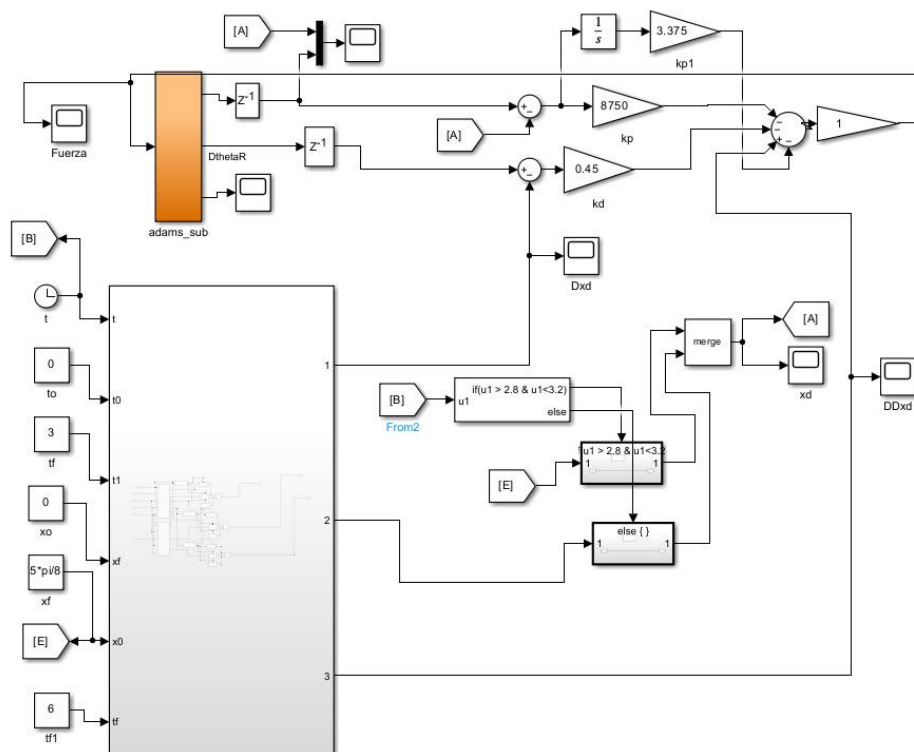 [A]
1
s
3.375
kp1
Z-1
+
-
8750
kp
-
-
+
-
1
[A]
Fuerza
DthetaR
Z-1
+
-
0.45
kd
adams_sub
[B]
Dxd
t
t
0
to
t0
1
merge
[A]
xd
DDxd
[B]
From2
u1
if(u1 > 2.8 & u1<3.2)
else
3
tf
t1
[E]
u1 > 2.8 & u1<3.2
1
1
0
xo
xf
2
else { }
1
1
5*pi/8
xf
[E]
x0
3
6
tf1
tf